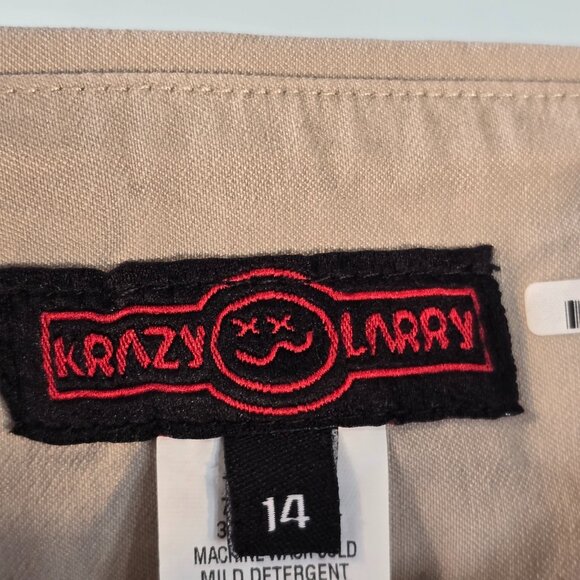 KRAZY LARRY
14
MACHINE WASH COLD
MILD DETERGENT